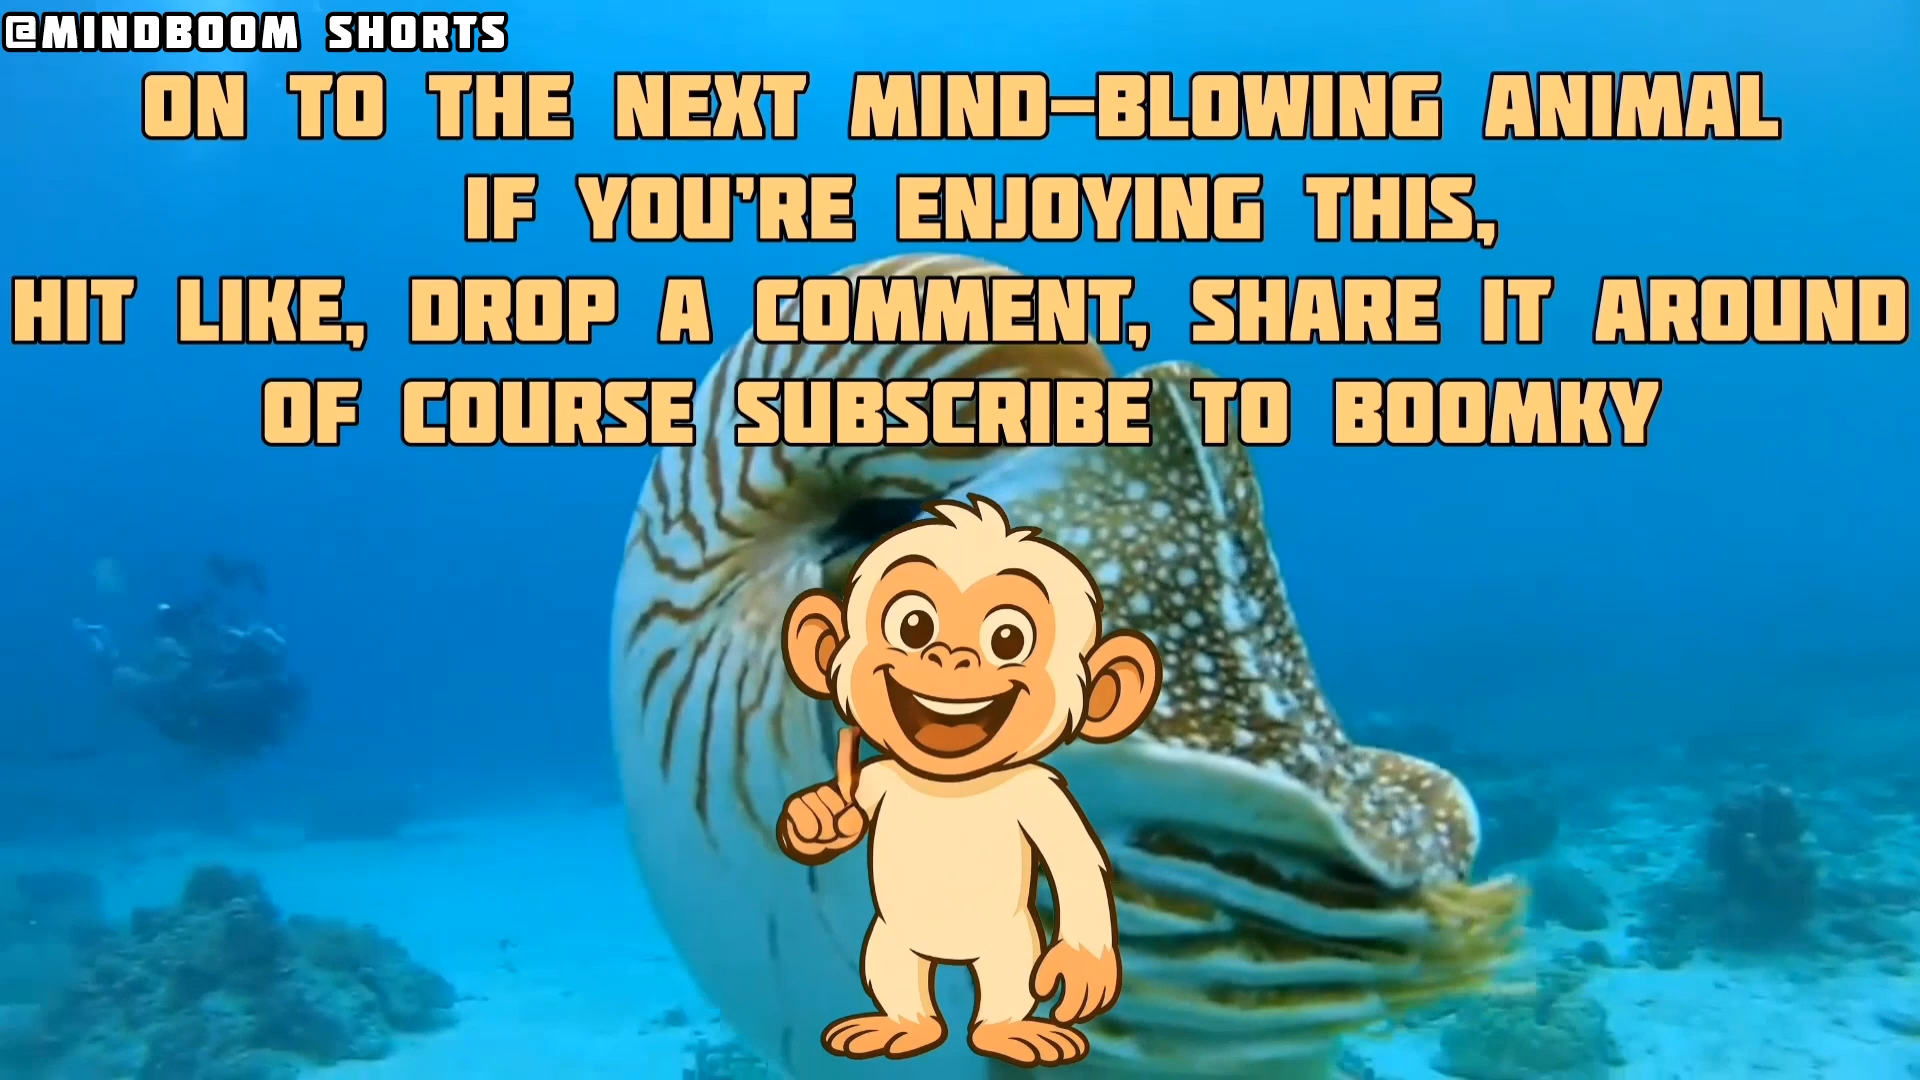 @MINDBOOM SHORTS
ON TO THE NEXT MIND-BLOWING ANIMAL
IF YOU'RE ENJOYING THIS,
HIT LIKE, DROP A COMMENT, SHARE IT AROUND
OF COURSE SUBSCRIBE TO BOOMKY